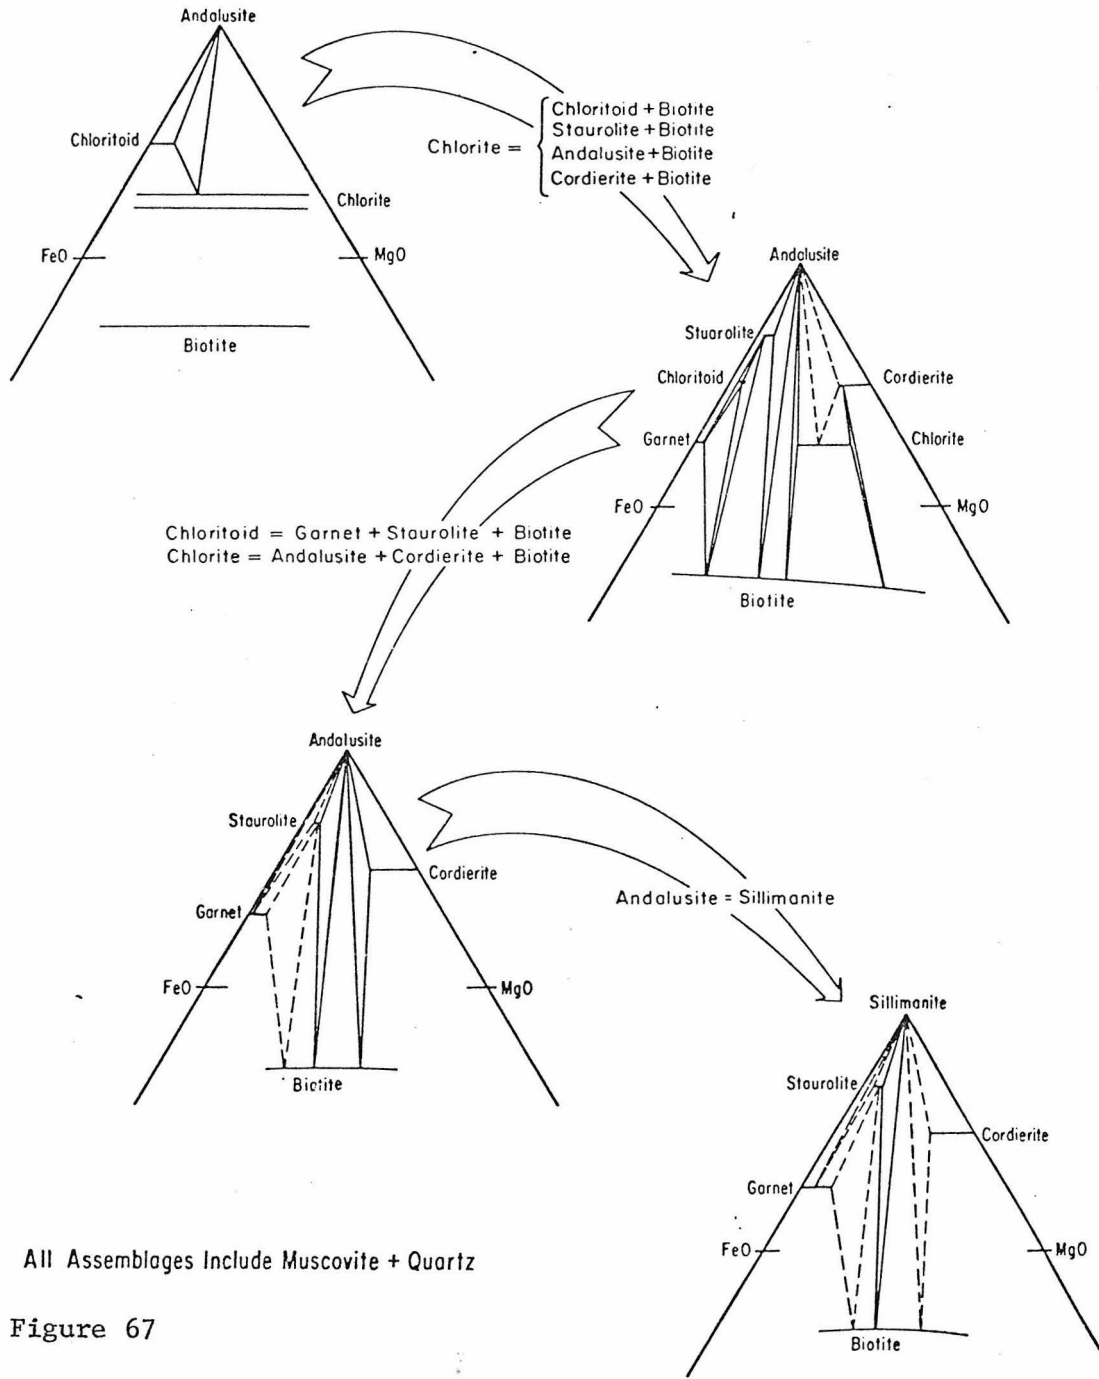 Andalusite
Chloritoid
Chlorite
FeO
MgO
Biotite
Chlorite =
Chloritoid + Biotite
Staurolite + Biotite
Andalusite + Biotite
Cordierite + Biotite
Andalusite
Stuarolite
Chloritoid
Cordierite
Garnet
Chlorite
FeO
MgO
Biotite
Chloritoid = Garnet + Staurolite + Biotite
Chlorite = Andalusite + Cordierite + Biotite
Andalusite
Staurolite
Cordierite
Garnet
FeO
MgO
Biotite
Andalusite = Sillimanite
Sillimanite
Staurolite
Cordierite
Garnet
FeO
MgO
Biotite
All Assemblages Include Muscovite + Quartz
Figure 67